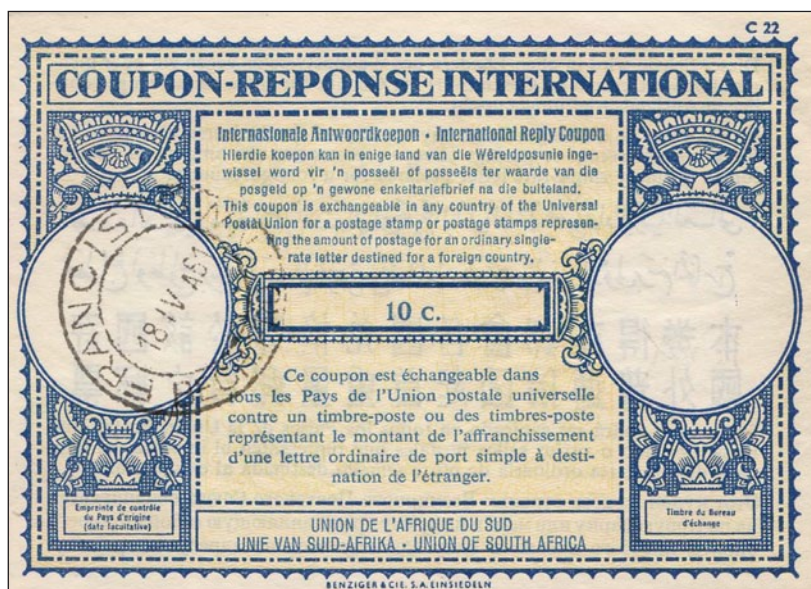 C 22
COUPON-REPONSE INTERNATIONAL
Internasionale Antwoordkoepon • International Reply Coupon
Hierdie koepon kan in enige land van die Wêreldposunie inge-
wissel word vir 'n posseël of posseëls ter waarde van die
posgeld op 'n gewone enkeltariefbrief na die buiteland.
This coupon is exchangeable in any country of the Universal
Postal Union for a postage stamp or postage stamps represen-
ting the amount of postage for an ordinary single-
rate letter destined for a foreign country.
FRANCISTOWN
18 IV A61
10 C.
Ce coupon est échangeable dans
tous les Pays de l'Union postale universelle
contre un timbre-poste ou des timbres-poste
représentant le montant de l'affranchissement
d'une lettre ordinaire de port simple à desti-
nation de l'étranger.
Empreinte de contrôle
du Pays d'origine
(date facultative)
Timbre du Bureau
d'échange
UNION DE L'AFRIQUE DU SUD
UNIE VAN SUID-AFRIKA • UNION OF SOUTH AFRICA
BENZIGER & CIE. S.A. EINSIEDELN